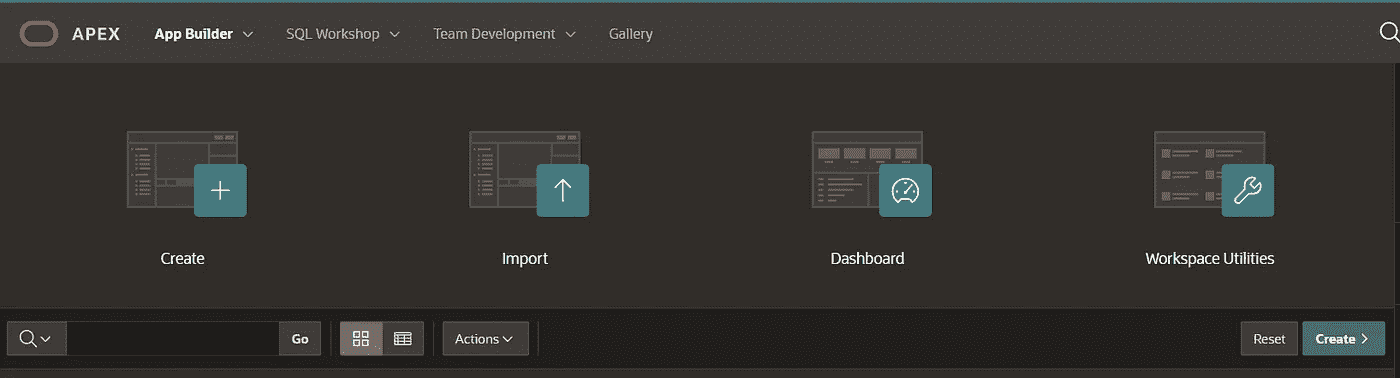 APEX App Builder SQL Workshop Team Development Gallery
Create Import Dashboard Workspace Utilities
Go Actions Reset Create